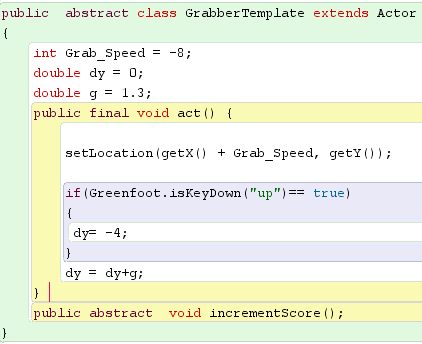 public  abstract class GrabberTemplate extends Actor
{
    int Grab_Speed = -8;
    double dy = 0;
    double g = 1.3;
    public final void act() {

        setLocation(getX() + Grab_Speed, getY());

        if(Greenfoot.isKeyDown("up")== true)
        {
         dy= -4;
        }
        dy = dy+g;
    }
    public abstract  void incrementScore();
}